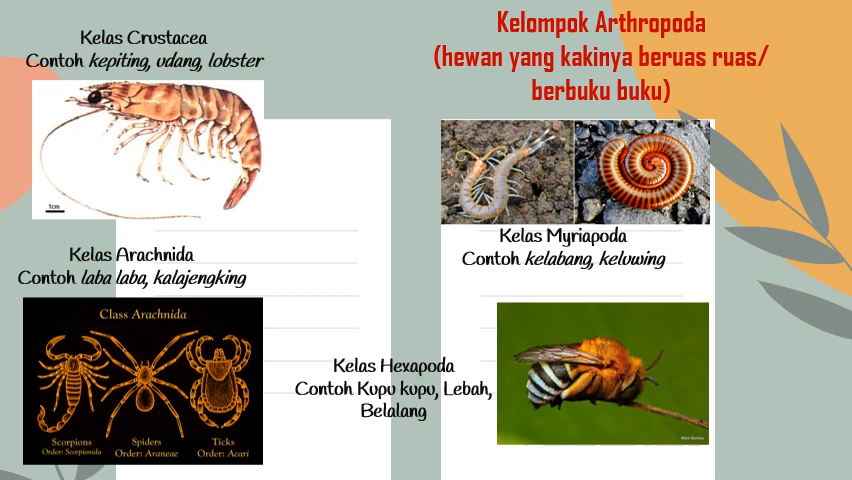 Kelompok Arthropoda
(hewan yang kakinya beruas ruas/
berbuku buku)
Kelas Crustacea
Contoh kepiting, udang, lobster
1cm
Kelas Arachnida
Contoh laba laba, kalajengking
Class Arachnida
Scorpions
Order: Scorpionida
Spiders
Order: Araneae
Ticks
Order: Acari
Kelas Myriapoda
Contoh kelabang, keluwing
Kelas Hexapoda
Contoh Kupu kupu, Lebah,
Belalang